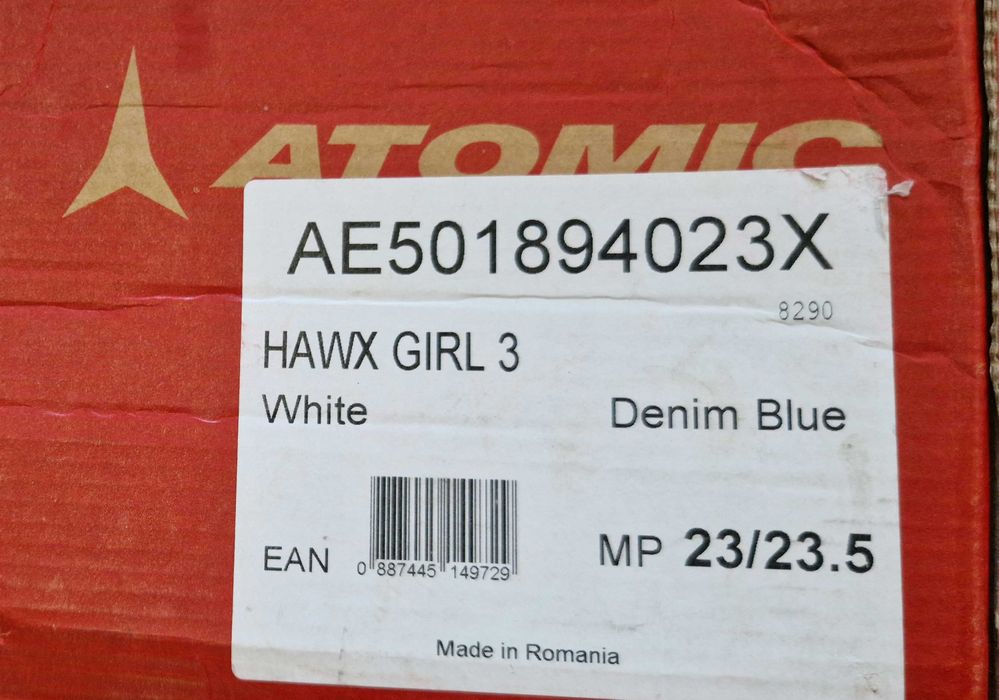 ATOMIC
AE501894023X
8290
HAWX GIRL 3
White Denim Blue
EAN 0 887445 149729 MP 23/23.5
Made in Romania